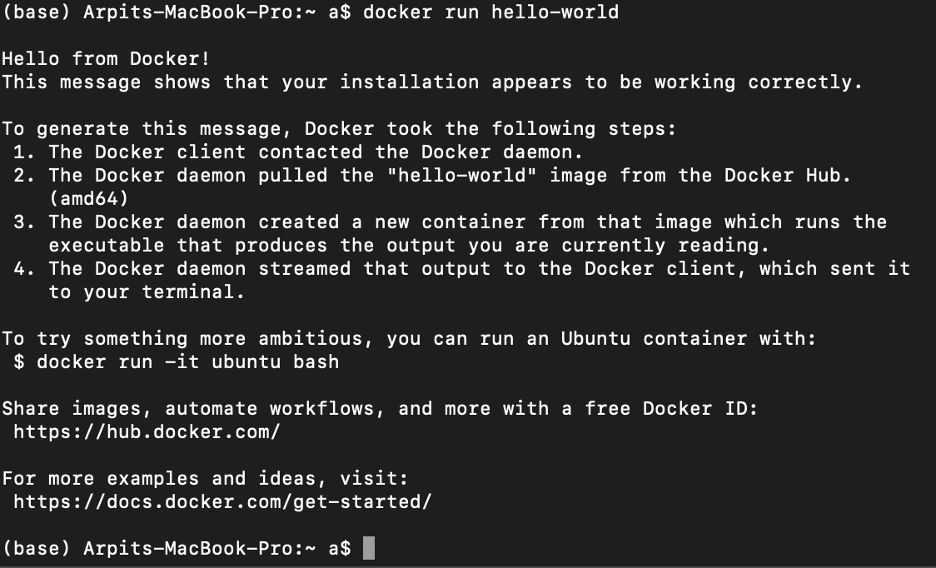 (base) Arpits-MacBook-Pro:~ a$ docker run hello-world
Hello from Docker!
This message shows that your installation appears to be working correctly.
To generate this message, Docker took the following steps:
1. The Docker client contacted the Docker daemon.
2. The Docker daemon pulled the "hello-world" image from the Docker Hub.
(amd64)
3. The Docker daemon created a new container from that image which runs the
executable that produces the output you are currently reading.
4. The Docker daemon streamed that output to the Docker client, which sent it
to your terminal.
To try something more ambitious, you can run an Ubuntu container with:
$ docker run -it ubuntu bash
Share images, automate workflows, and more with a free Docker ID:
https://hub.docker.com/
For more examples and ideas, visit:
https://docs.docker.com/get-started/
(base) Arpits-MacBook-Pro:~ a$